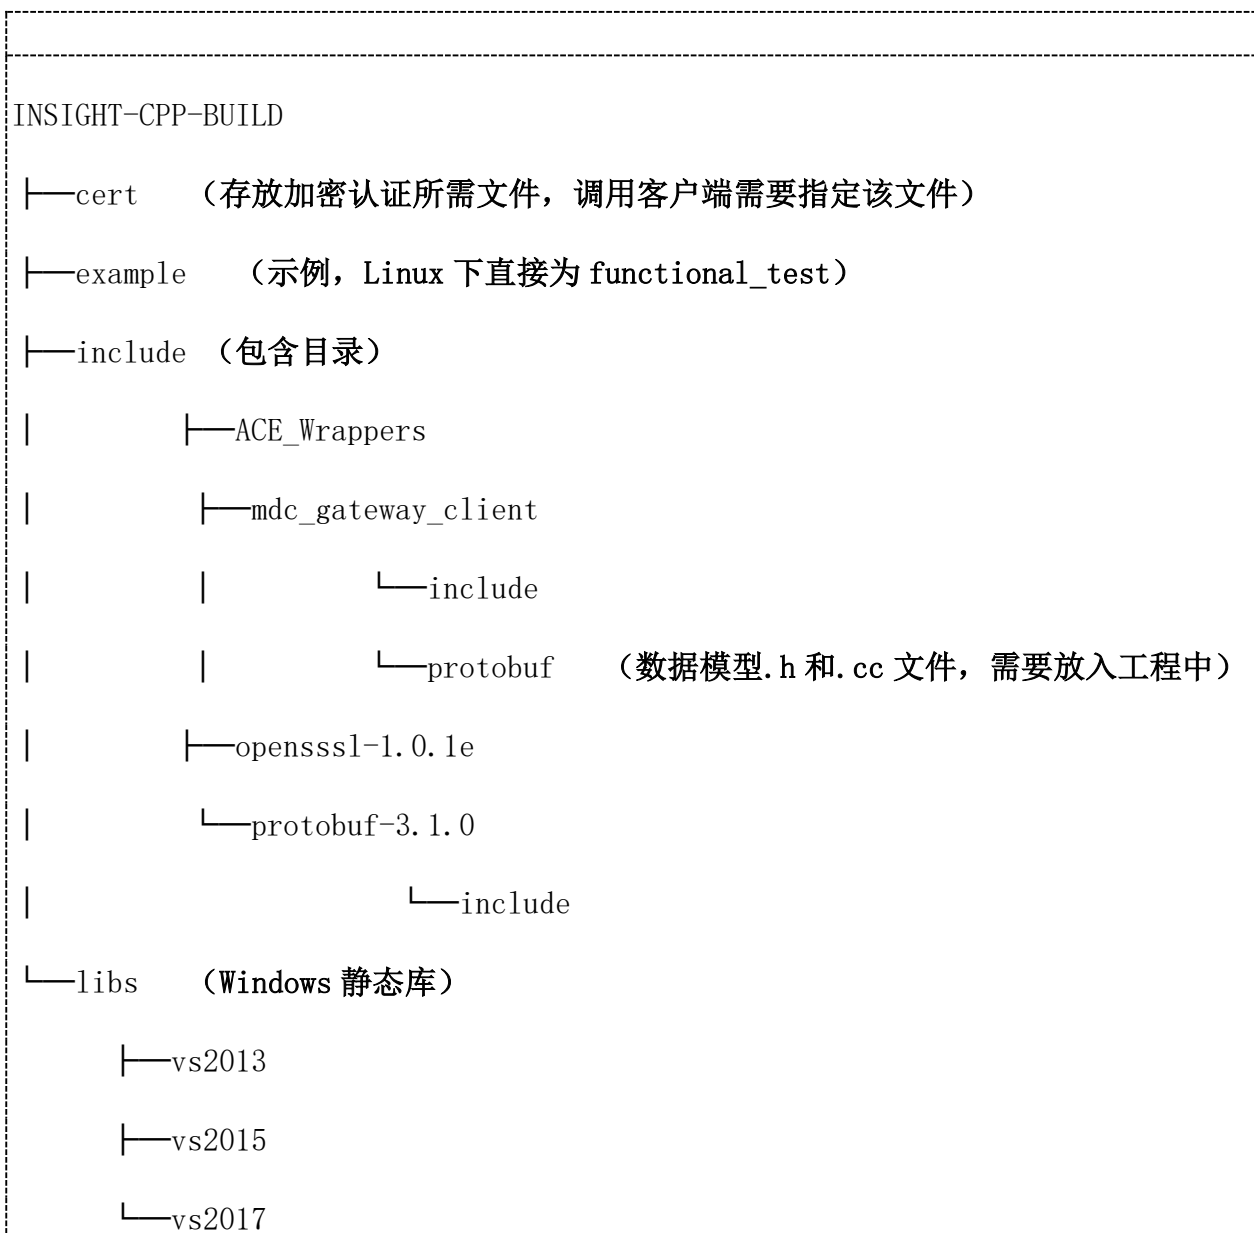 INSIGHT-CPP-BUILD
├──cert （存放加密认证所需文件，调用客户端需要指定该文件）
├──example （示例，Linux 下直接为 functional_test）
├──include （包含目录）
│ ├──ACE_Wrappers
│ ├──mdc_gateway_client
│ │ └──include
│ │ └──protobuf （数据模型.h 和.cc 文件，需要放入工程中）
│ ├──opensssl-1.0.1e
│ └──protobuf-3.1.0
│ └──include
└──libs （Windows 静态库）
├──vs2013
├──vs2015
└──vs2017